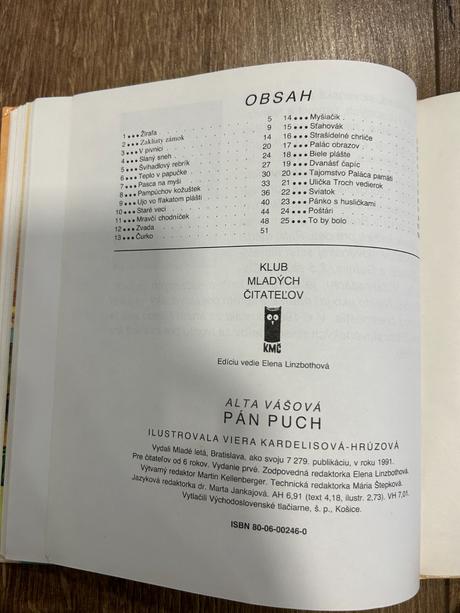 OBSAH
1 ●●● Žirafa 5
2 ●●● Zakliaty zámok 9
3 ●●● V pivnici 14
4 ●●● Slaný sneh 20
5 ●●● Švihadlový rebrík 24
6 ●●● Teplo v papučke 27
7 ●●● Pasca na myši 30
8 ●●● Pampúchov kožuštek 33
9 ●●● Ujo vo fľakatom plášti 36
10 ●●● Staré veci 40
11 ●●● Mravčí chodníček 44
12 ●●● Zvada 48
13 ●●● Čurko 51
14 ●●● Myšiačik
15 ●●● Sťahovák
16 ●●● Strašidelné chrliče
17 ●●● Palác obrazov
18 ●●● Biele plášte
19 ●●● Dvanásť čapíc
20 ●●● Tajomstvo Paláca pamäti
21 ●●● Ulička Troch vedierok
22 ●●● Sviatok
23 ●●● Pánko s husličkami
24 ●●● Poštári
25 ●●● To by bolo
KLUB
MLADÝCH
ČITATEĽOV
KMČ
Edíciu vedie Elena Linzbothová
ALTA VÁŠOVÁ
PÁN PUCH
ILUSTROVALA VIERA KARDELISOVÁ-HRÚZOVÁ
Vydali Mladé letá, Bratislava, ako svoju 7 279. publikáciu, v roku 1991.
Pre čitateľov od 6 rokov. Vydanie prvé. Zodpovedná redaktorka Elena Linzbothová.
Výtvarný redaktor Martin Kellenberger. Technická redaktorka Mária Štepková.
Jazyková redaktorka dr. Marta Jankajová. AH 6,91 (text 4,18, ilustr. 2,73). VH 7,01.
Vytlačili Východoslovenské tlačiarne, š. p., Košice.
ISBN 80-06-00246-0